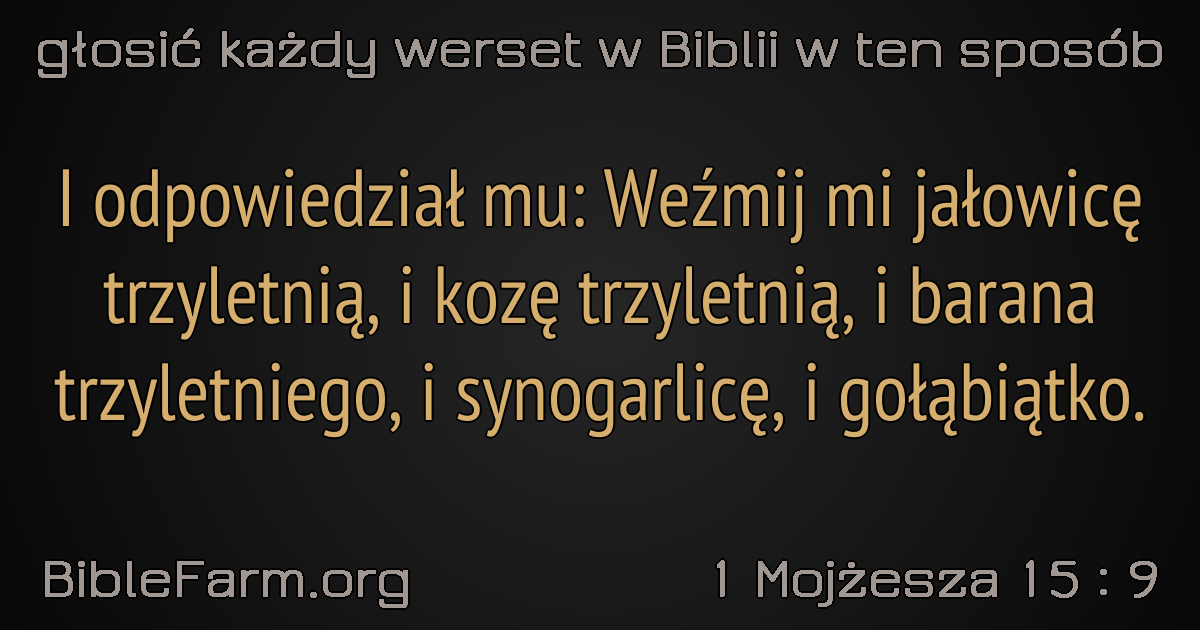 głosić każdy werset w Biblii w ten sposób
I odpowiedział mu: Weźmij mi jałowicę
trzyletnią, i kozę trzyletnią, i barana
trzyletniego, i synogarlicę, i gołąbiątko.
BibleFarm.org
1 Mojżesza 15 : 9